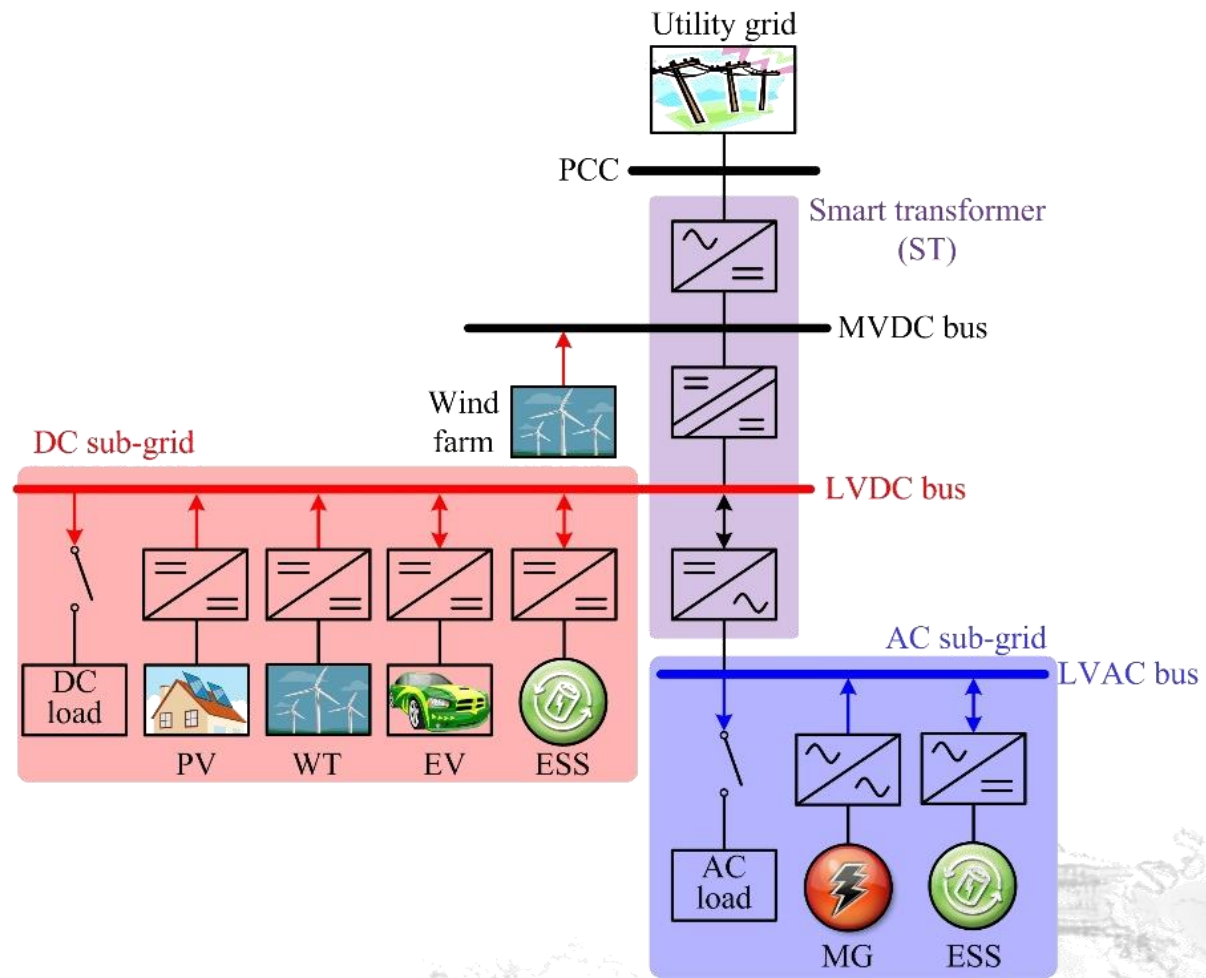 Utility grid
PCC
Smart transformer
(ST)
MVDC bus
Wind
farm
DC sub-grid
LVDC bus
DC
load
PV
WT
EV
ESS
AC sub-grid
LVAC bus
AC
load
MG
ESS